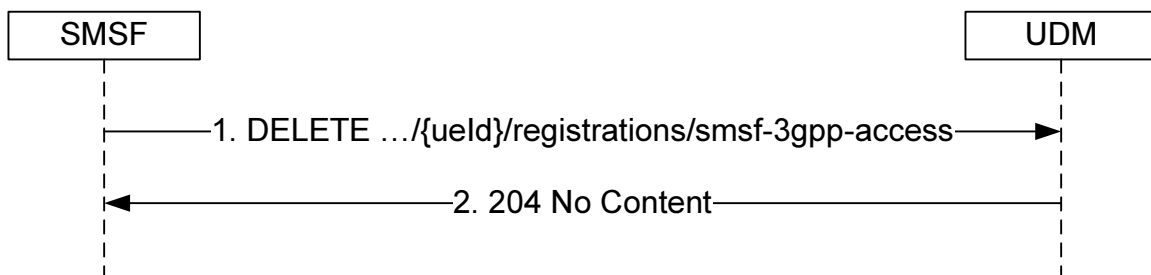 SMSF
UDM
1. DELETE …/{ueId}/registrations/smsf-3gpp-access
2. 204 No Content